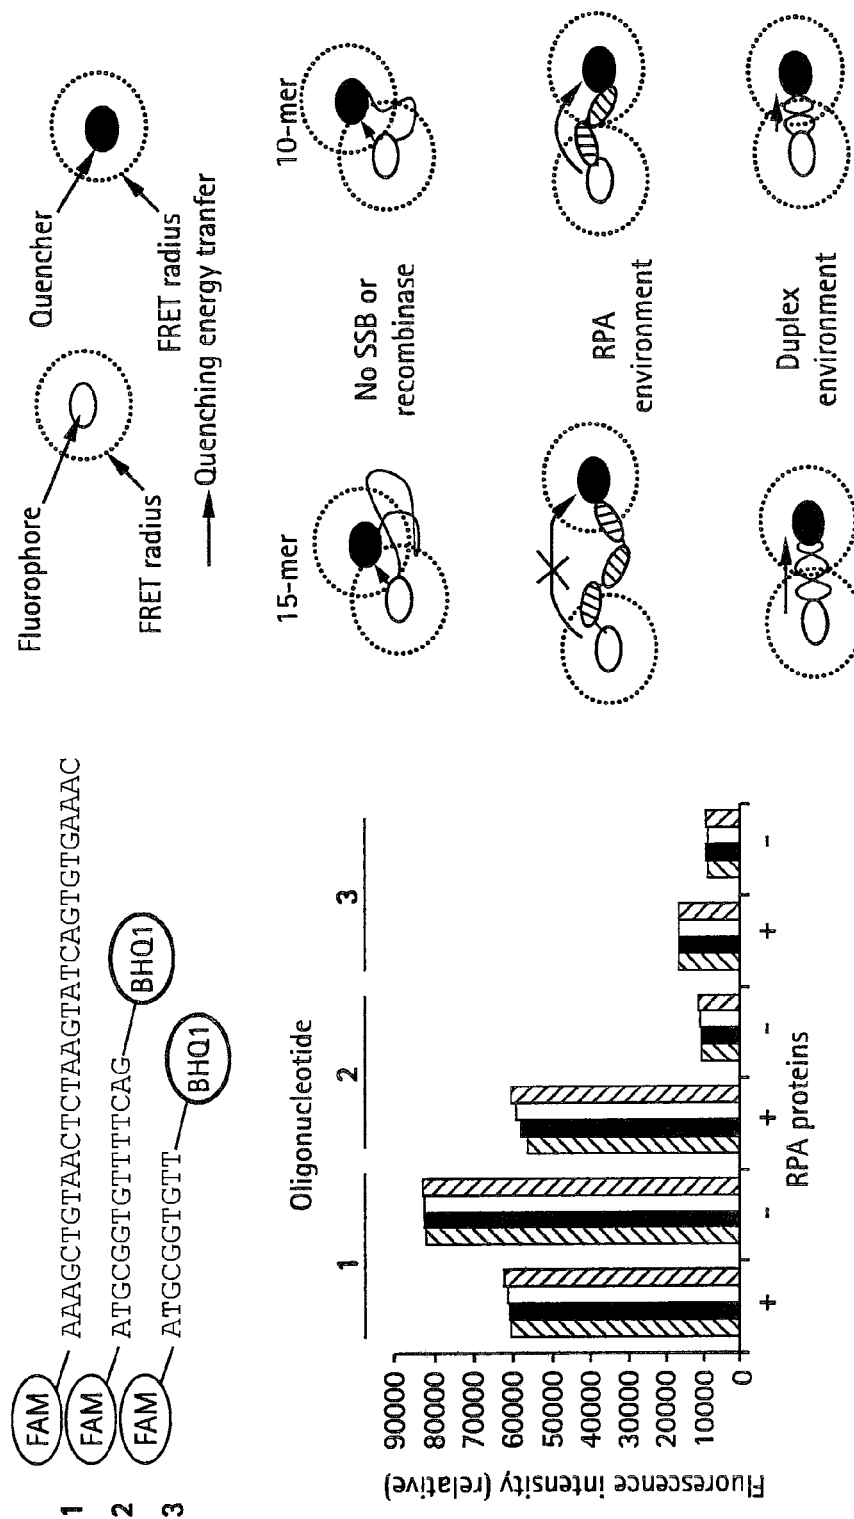 1 FAM AAAGCTGTAACTCTAAGTATCAGTGTGAAAC
2 FAM ATGCGGTGTTTTCAG BHQ1
3 FAM ATGCGGTGTT BHQ1
Oligonucleotide
1 2 3
Fluorescence intensity (relative)
90000
80000
70000
60000
50000
40000
30000
20000
10000
0
+ - + - + -
RPA proteins
Fluorophore
Quencher
FRET radius
FRET radius
Quenching energy tranfer
15-mer
10-mer
No SSB or
recombinase
RPA
environment
Duplex
environment